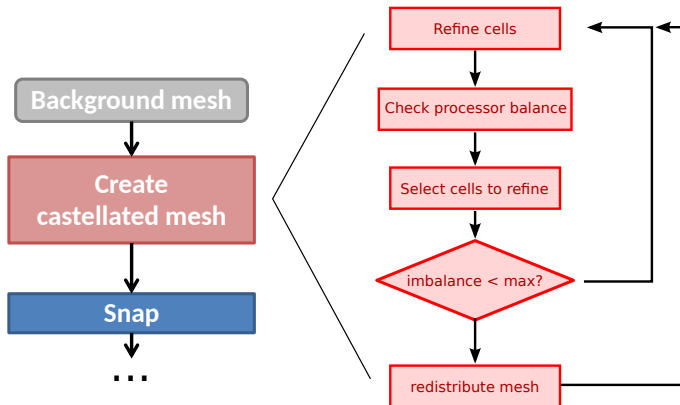 Background mesh
Create
castellated mesh
Snap
...
Refine cells
Check processor balance
Select cells to refine
imbalance < max?
redistribute mesh